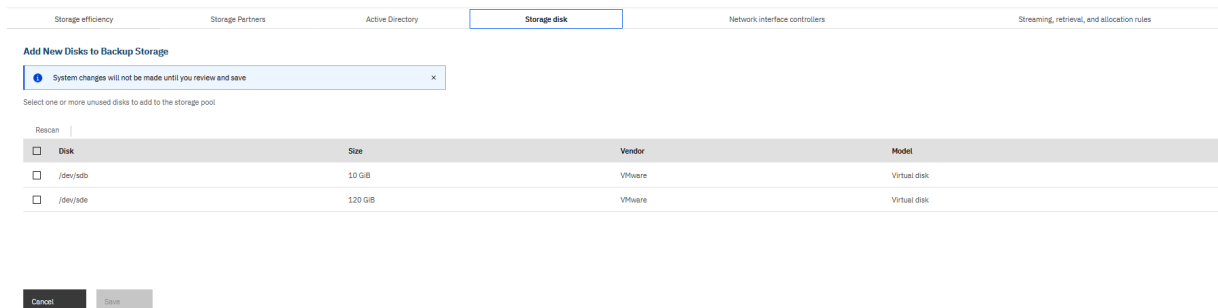 Storage efficiency Storage Partners Active Directory Storage disk Network interface controllers Streaming, retrieval, and allocation rules
Add New Disks to Backup Storage
System changes will not be made until you review and save ×
Select one or more unused disks to add to the storage pool
Rescan
Disk Size Vendor Model
/dev/sdb 10 GiB VMware Virtual disk
/dev/sde 120 GiB VMware Virtual disk
Cancel Save